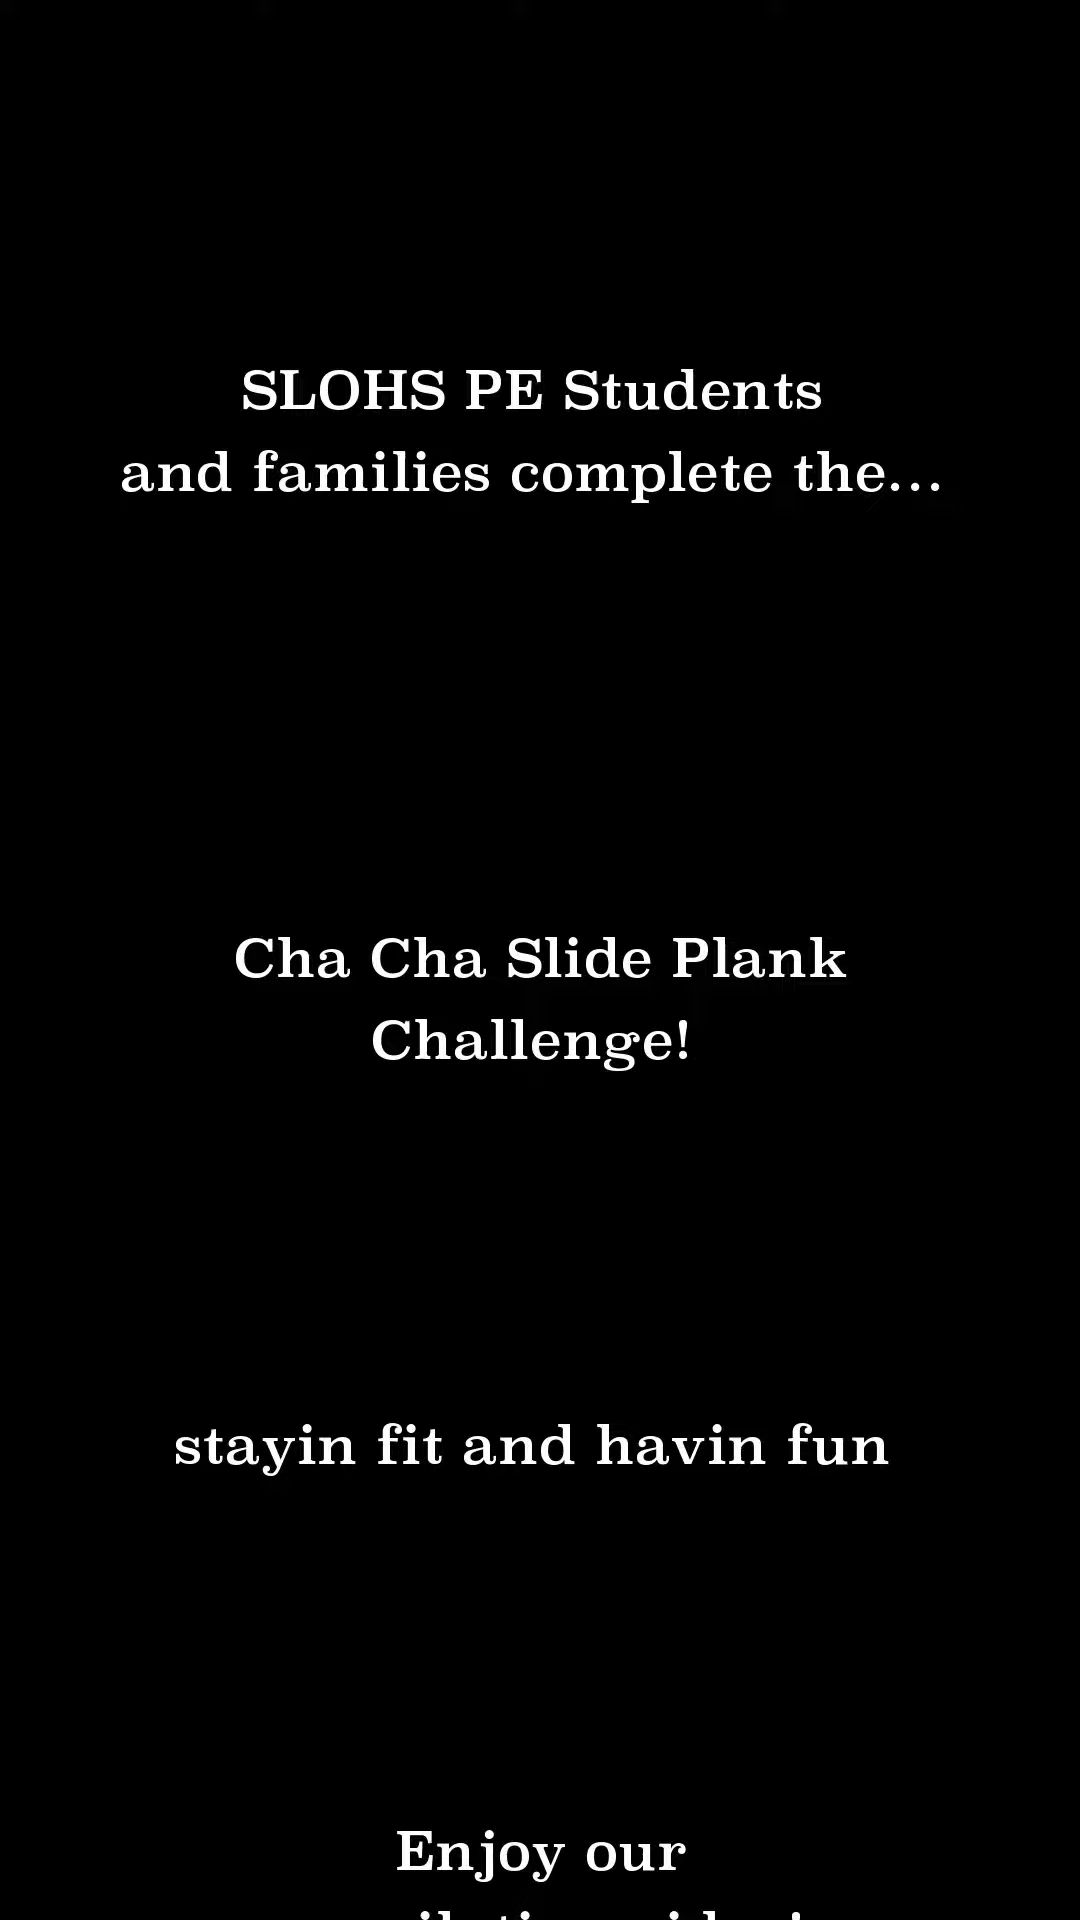 SLOHS PE Students
and families complete the...
Cha Cha Slide Plank
Challenge!
stayin fit and havin fun
Enjoy our